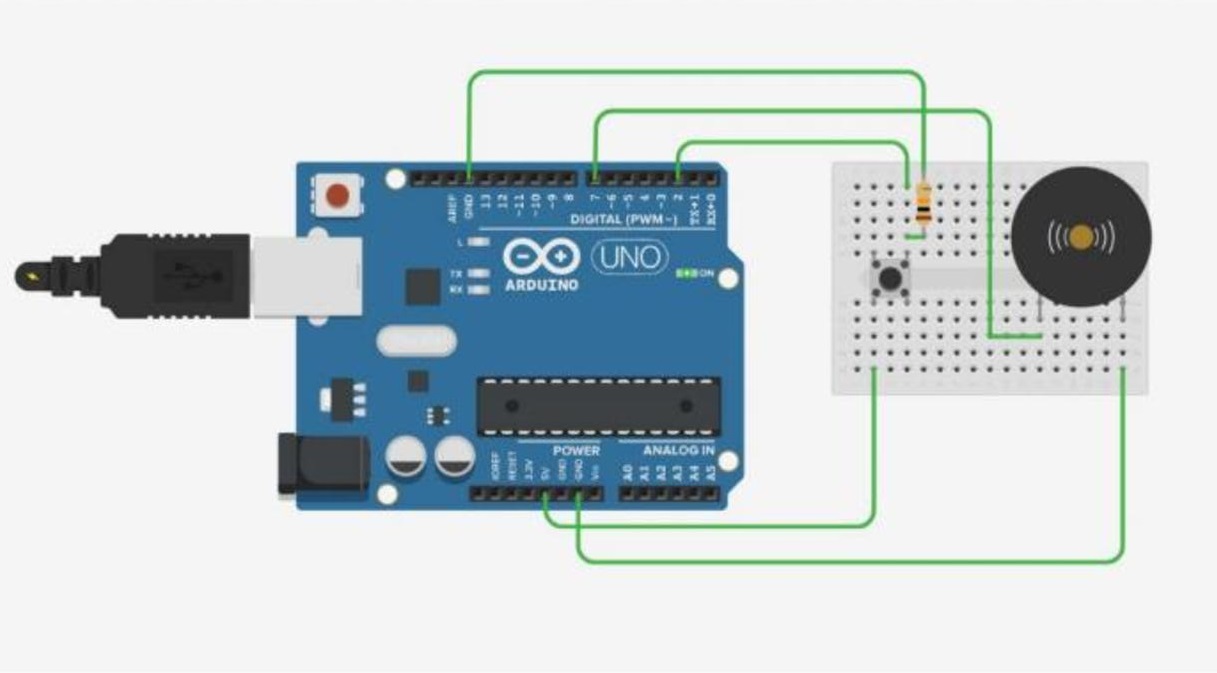 AREF
GND
13
12
~11
~10
~9
8
7
~6
~5
4
~3
2
TX→1
RX←0
DIGITAL (PWM ~)
L
TX
RX
UNO
ON
ARDUINO
POWER
ANALOG IN
IOREF
RESET
3.3V
5V
GND
GND
Vin
A0
A1
A2
A3
A4
A5